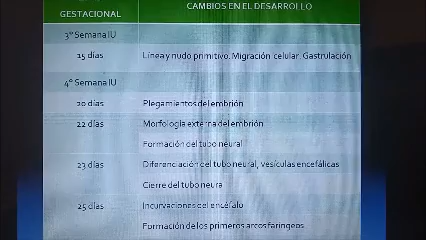 CAMBIOS EN EL DESARROLLO
GESTACIONAL
3ª Semana IU
15 días Línea y nudo primitivo. Migración celular. Gastrulación
4ª Semana IU
20 días Plegamientos del embrión
22 días Morfología externa del embrión
Formación del tubo neural
23 días Diferenciación del tubo neural, vesículas encefálicas
Cierre del tubo neura
25 días Incurvaciones del encéfalo
Formación de los primeros arcos faríngeos